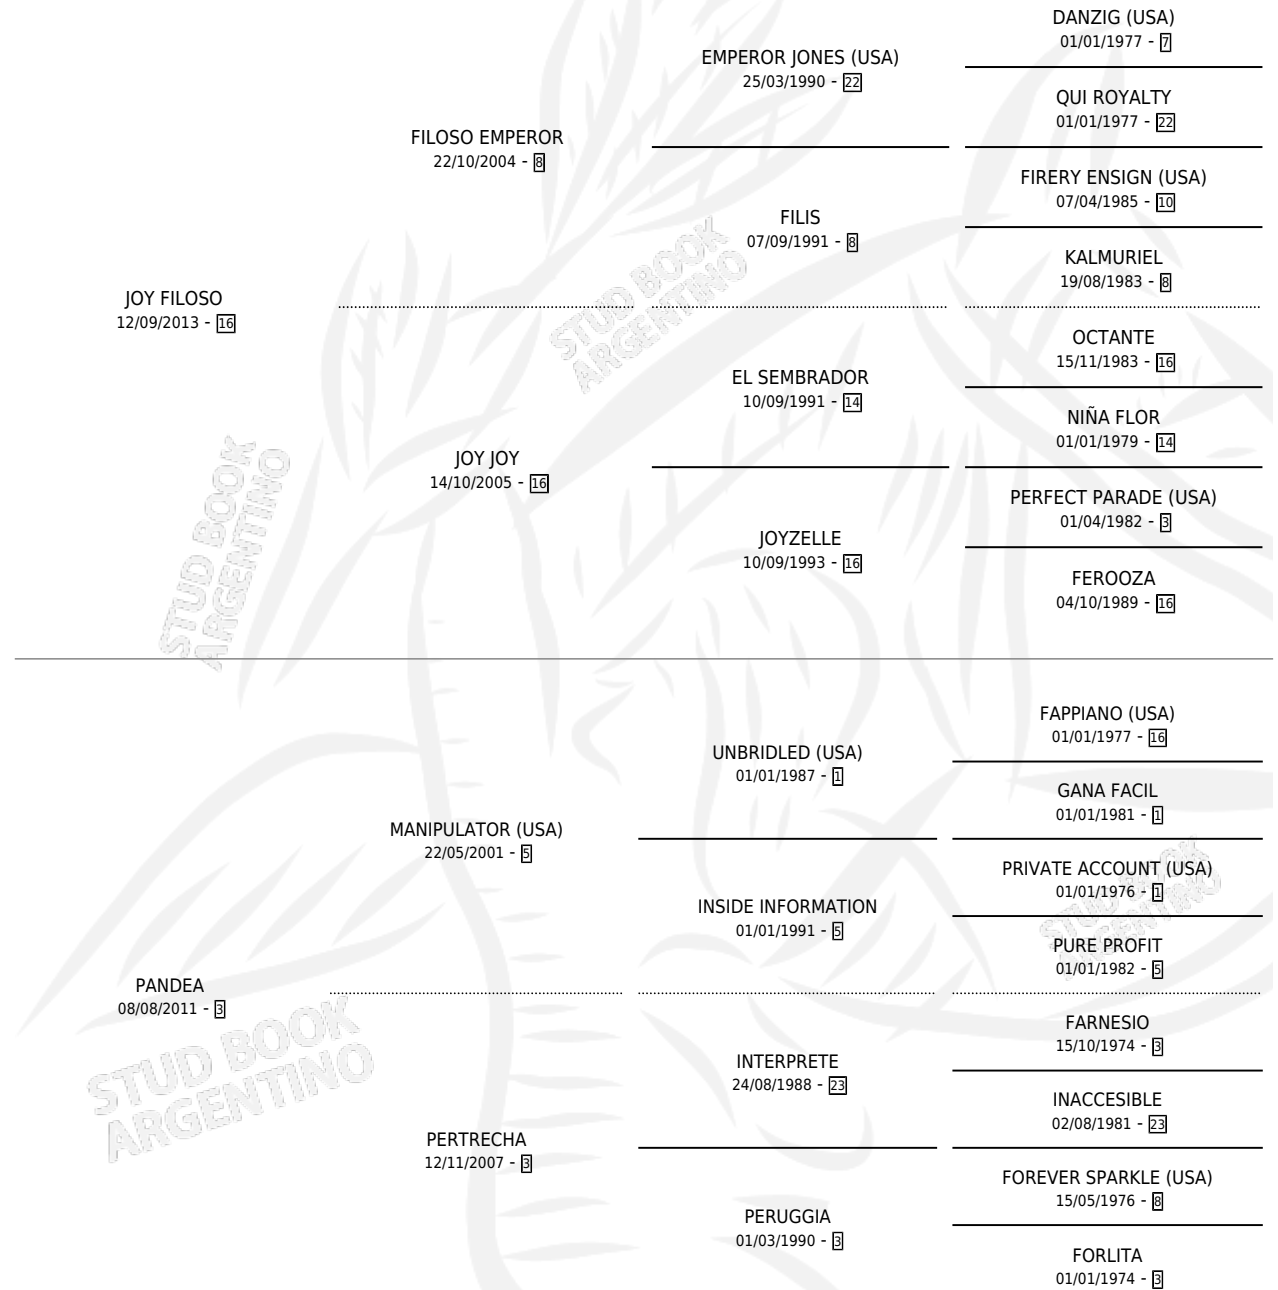 DANZIG (USA)
01/01/1977 - 7
EMPEROR JONES (USA)
25/03/1990 - 22
QUI ROYALTY
01/01/1977 - 22
FILOSO EMPEROR
22/10/2004 - 8
FIRERY ENSIGN (USA)
07/04/1985 - 10
FILIS
07/09/1991 - 8
KALMURIEL
19/08/1983 - 8
JOY FILOSO
12/09/2013 - 16
OCTANTE
15/11/1983 - 16
EL SEMBRADOR
10/09/1991 - 14
NIÑA FLOR
01/01/1979 - 14
JOY JOY
14/10/2005 - 16
PERFECT PARADE (USA)
01/04/1982 - 3
JOYZELLE
10/09/1993 - 16
FEROOZA
04/10/1989 - 16
FAPPIANO (USA)
01/01/1977 - 16
UNBRIDLED (USA)
01/01/1987 - 1
GANA FACIL
01/01/1981 - 1
MANIPULATOR (USA)
22/05/2001 - 5
PRIVATE ACCOUNT (USA)
01/01/1976 - 1
INSIDE INFORMATION
01/01/1991 - 5
PURE PROFIT
01/01/1982 - 5
PANDEA
08/08/2011 - 3
FARNESIO
15/10/1974 - 3
INTERPRETE
24/08/1988 - 23
INACCESIBLE
02/08/1981 - 23
PERTRECHA
12/11/2007 - 3
FOREVER SPARKLE (USA)
15/05/1976 - 8
PERUGGIA
01/03/1990 - 3
FORLITA
01/01/1974 - 3
STUD BOOK
ARGENTINO
STUD BOOK
ARGENTINO
STUD BOOK
ARGENTINO
STUD BOOK
ARGENTINO